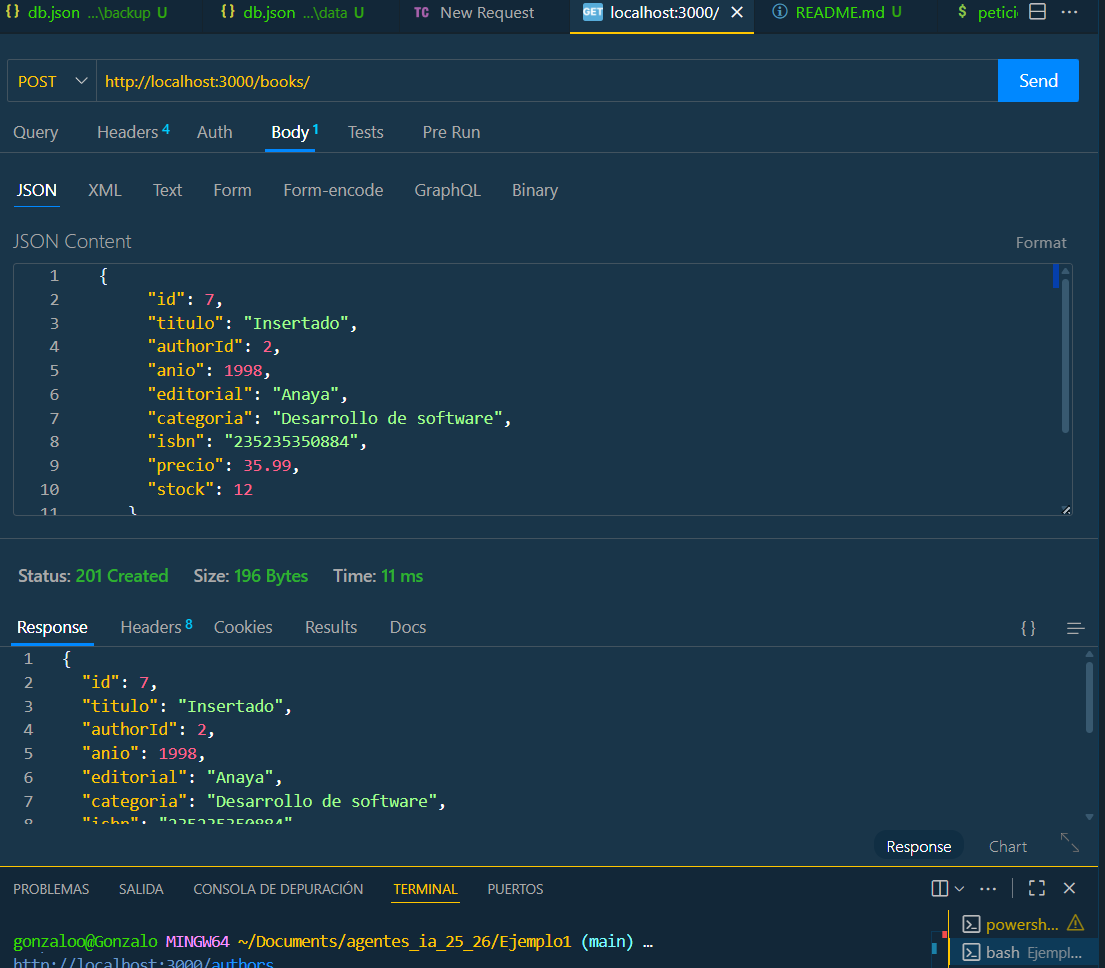 {} db.json ...\backup U {} db.json ...\data U TC New Request GET localhost:3000/ README.md U $ petici ...
POST http://localhost:3000/books/ Send
Query Headers 4 Auth Body 1 Tests Pre Run
JSON XML Text Form Form-encode GraphQL Binary
JSON Content Format
1 {
2 "id": 7,
3 "titulo": "Insertado",
4 "authorId": 2,
5 "anio": 1998,
6 "editorial": "Anaya",
7 "categoria": "Desarrollo de software",
8 "isbn": "235235350884",
9 "precio": 35.99,
10 "stock": 12
11 }
Status: 201 Created Size: 196 Bytes Time: 11 ms
Response Headers 8 Cookies Results Docs {}
1 {
2 "id": 7,
3 "titulo": "Insertado",
4 "authorId": 2,
5 "anio": 1998,
6 "editorial": "Anaya",
7 "categoria": "Desarrollo de software",
8 "isbn": "235235350884"
Response Chart
PROBLEMAS SALIDA CONSOLA DE DEPURACIÓN TERMINAL PUERTOS ...
gonzaloo@Gonzalo MINGW64 ~/Documents/agentes_ia_25_26/Ejemplo1 (main) ...
powersh...
http://localhost:3000/authors
bash Ejempl...